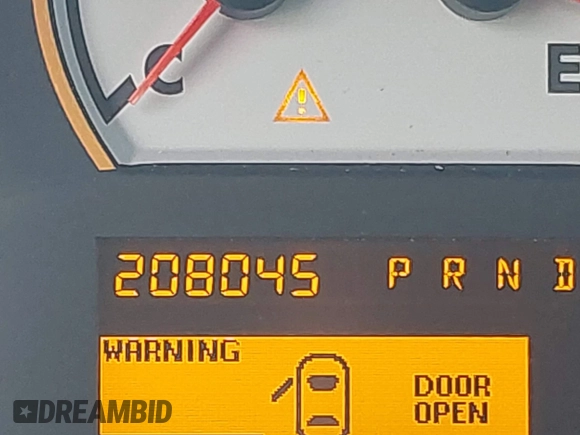 C E
208045 P R N D
WARNING
DOOR
OPEN
DREAMBID